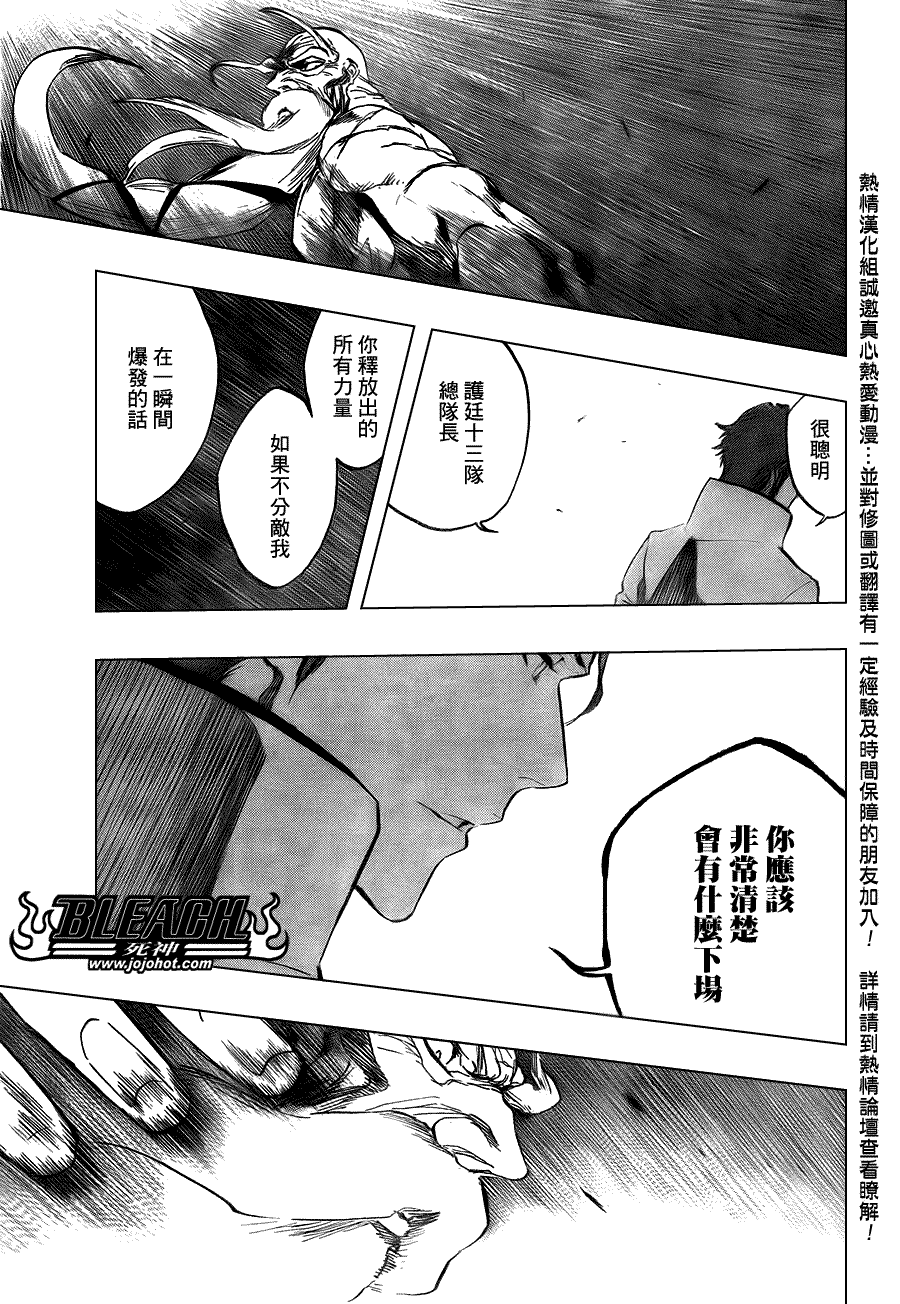 很聰明
護廷十三隊
總隊長
你釋放出的
所有力量
如果不分敵我
在一瞬間
爆發的話
你應該
非常清楚
會有什麼下場
BLEACH
死神
www.jojohot.com
熱情漢化組誠邀真心熱愛動漫…並對修圖或翻譯有一定經驗及時間保障的朋友加入！ 詳情請到熱情論壇查看瞭解！